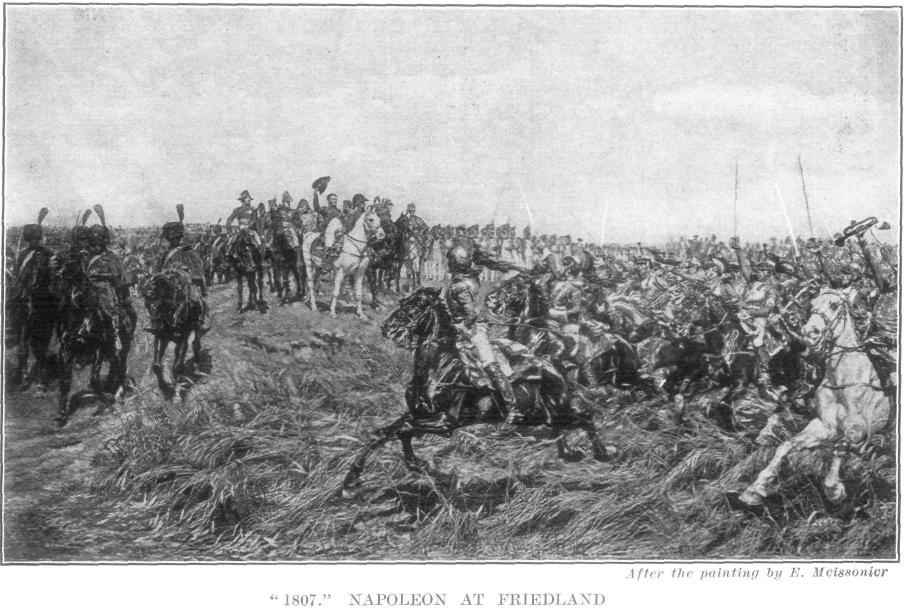 After the painting by E. Meissonier
"1807." NAPOLEON AT FRIEDLAND